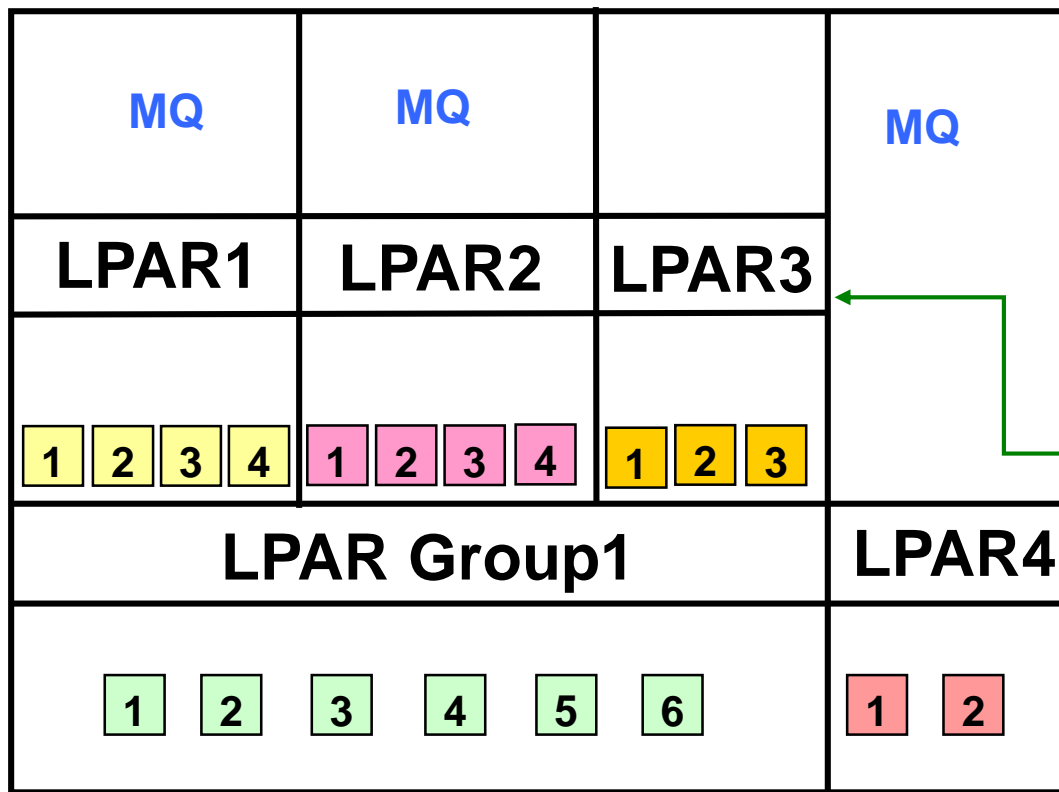 MQ MQ MQ
LPAR1 LPAR2 LPAR3
1 2 3 4 1 2 3 4 1 2 3
LPAR Group1 LPAR4
1 2 3 4 5 6 1 2